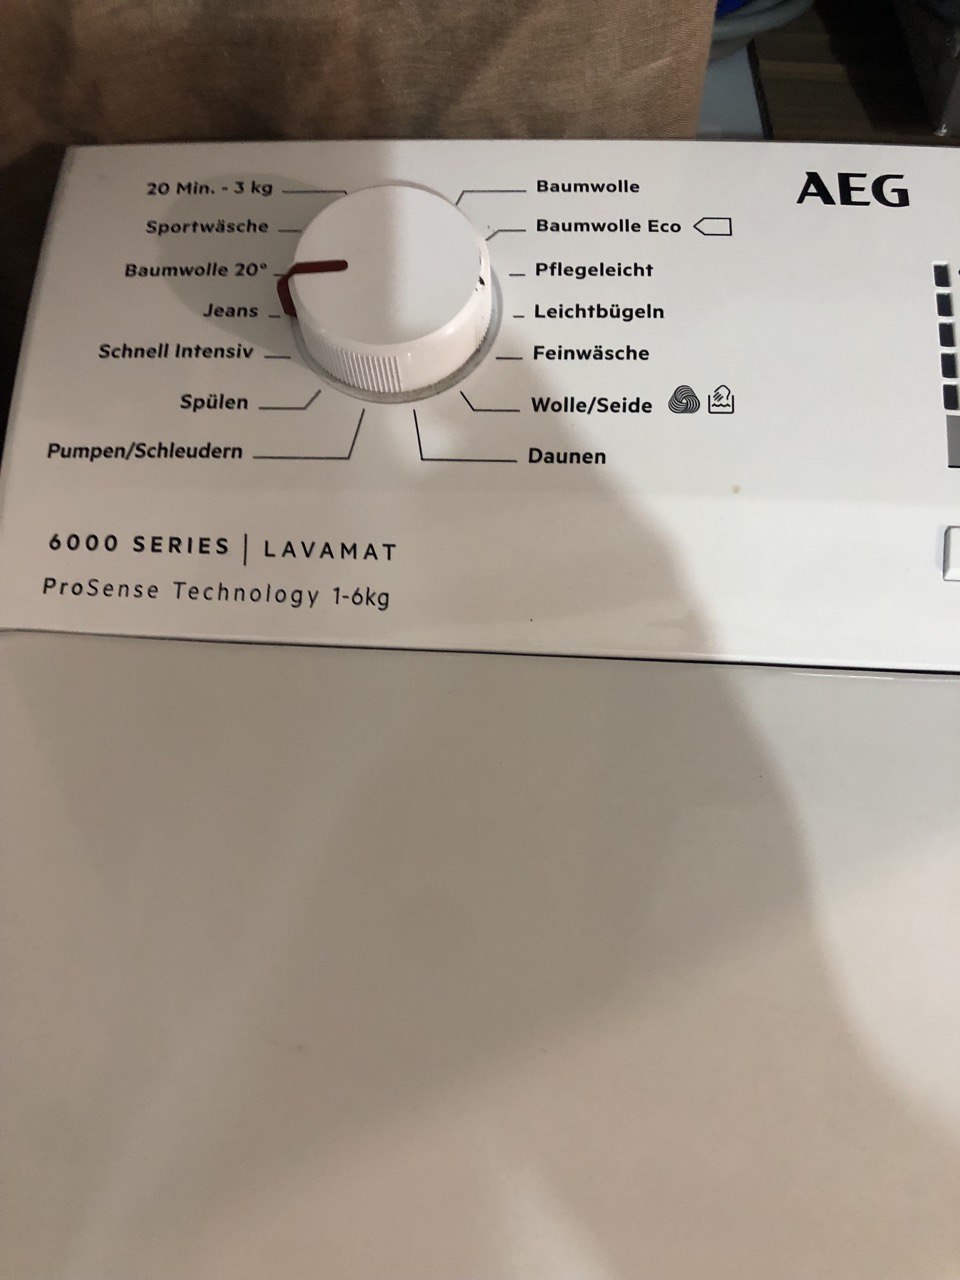 20 Min. - 3 kg
Sportwäsche
Baumwolle 20°
Jeans
Schnell Intensiv
Spülen
Pumpen/Schleudern
Baumwolle
Baumwolle Eco
Pflegeleicht
Leichtbügeln
Feinwäsche
Wolle/Seide
Daunen
AEG
6000 SERIES | LAVAMAT
ProSense Technology 1-6kg